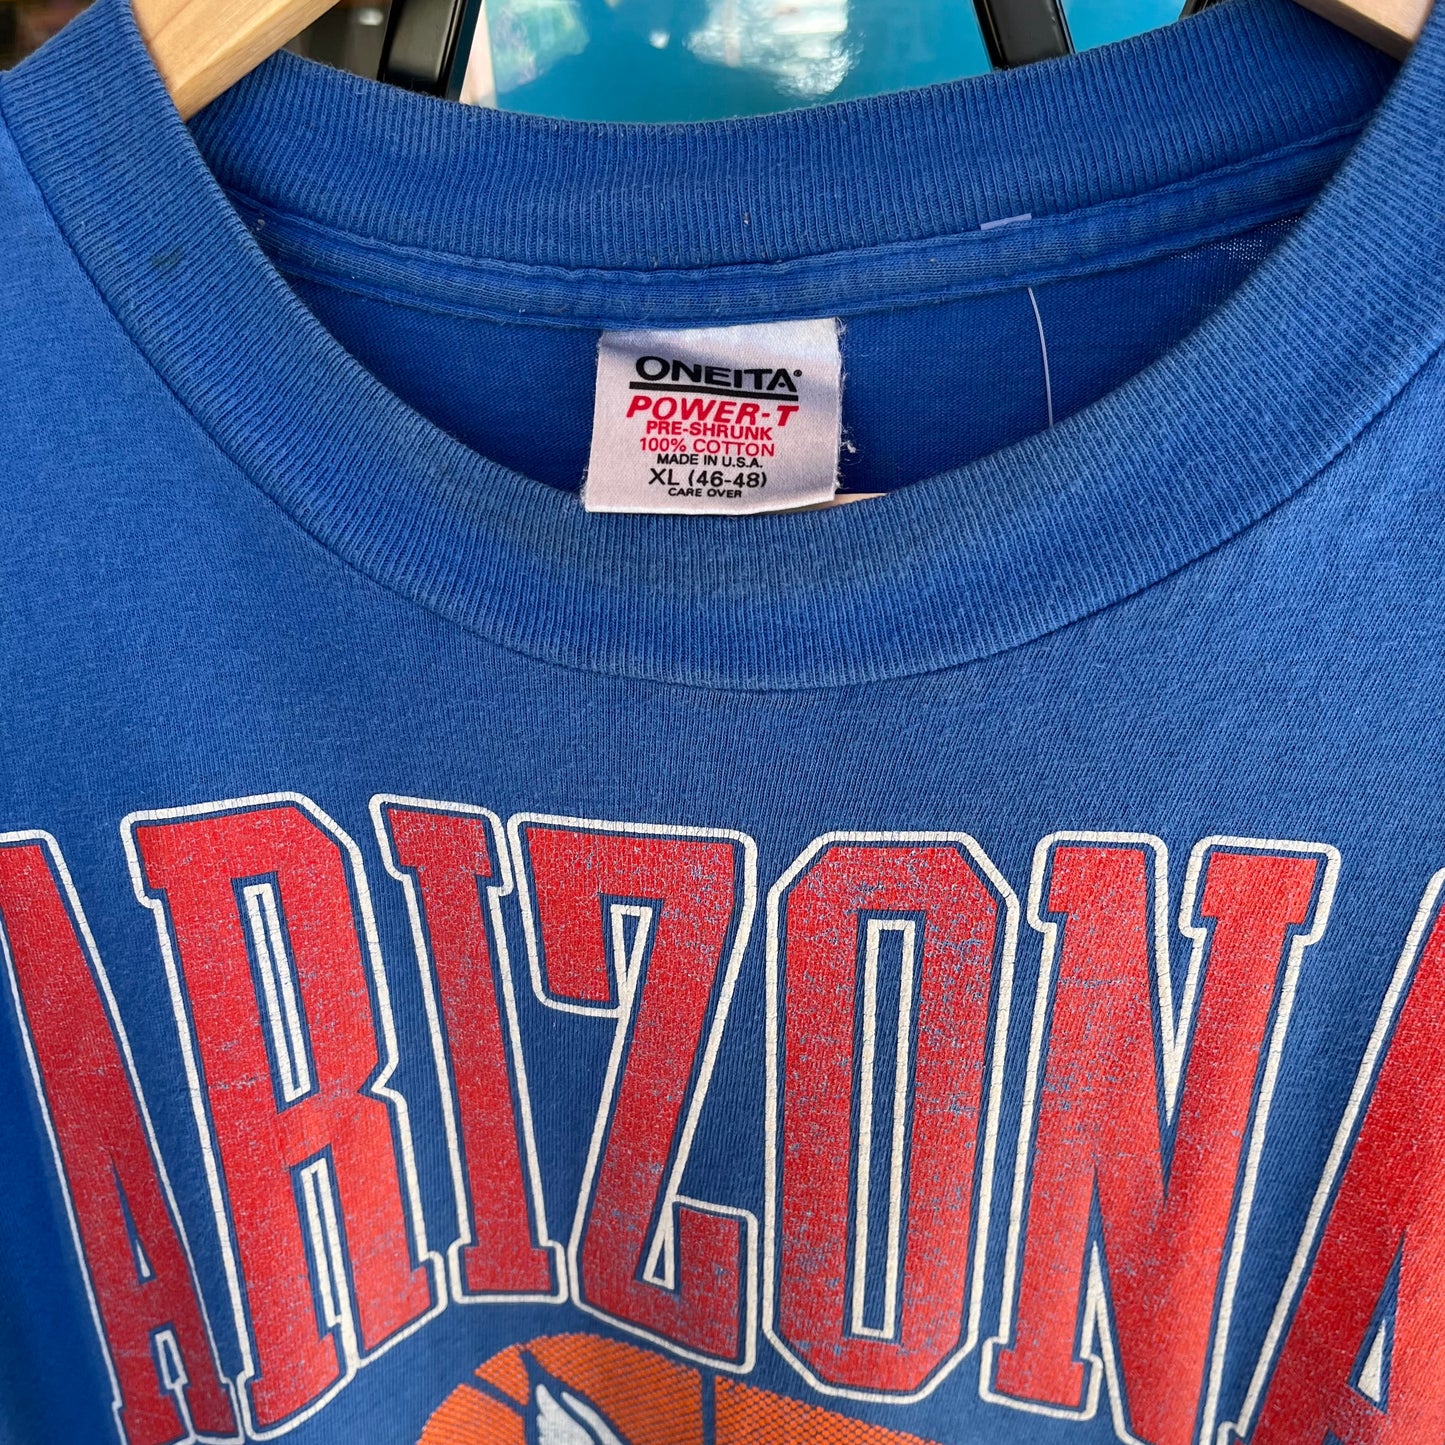 ONEITA®
POWER-T
PRE-SHRUNK
100% COTTON
MADE IN U.S.A.
XL (46-48)
CARE OVER
ARIZONA